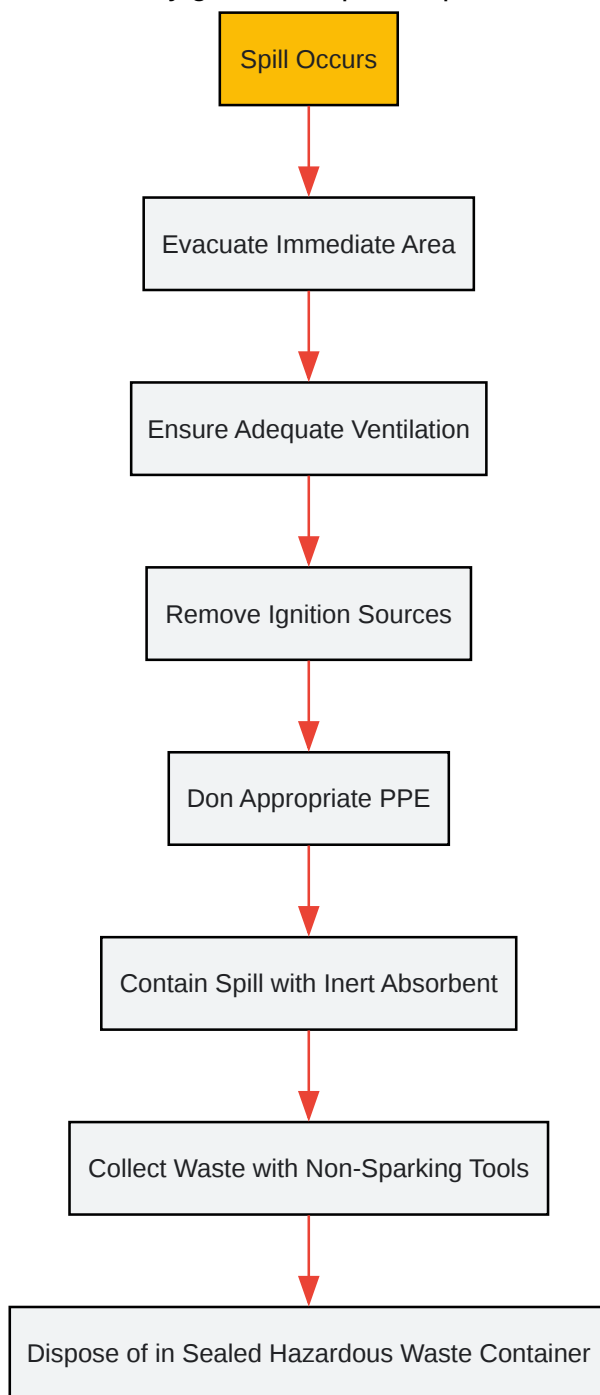 Spill Occurs
Evacuate Immediate Area
Ensure Adequate Ventilation
Remove Ignition Sources
Don Appropriate PPE
Contain Spill with Inert Absorbent
Collect Waste with Non-Sparking Tools
Dispose of in Sealed Hazardous Waste Container